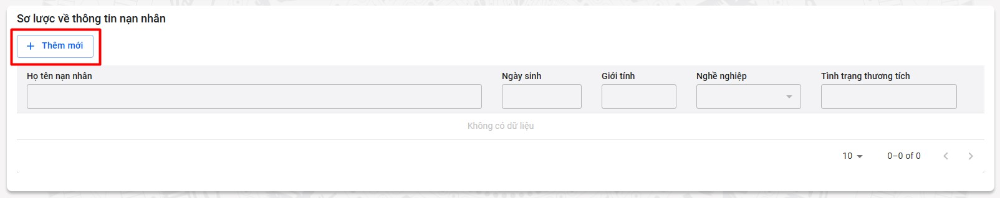 Sơ lược về thông tin nạn nhân
+ Thêm mới
Họ tên nạn nhân Ngày sinh Giới tính Nghề nghiệp Tình trạng thương tích
Không có dữ liệu
10 0–0 of 0